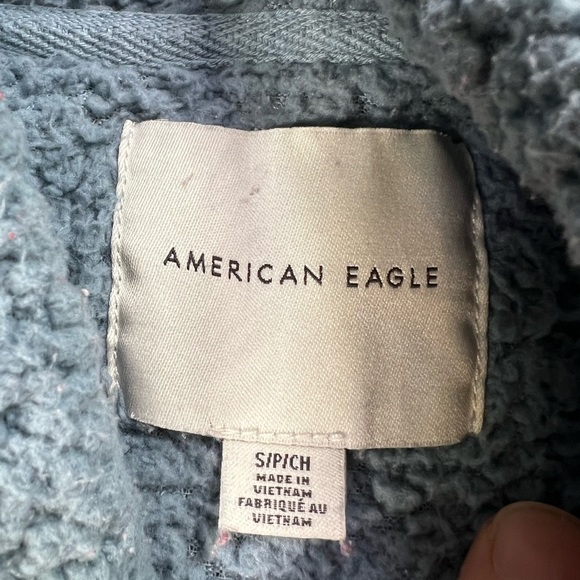 AMERICAN EAGLE
S/P/CH
MADE IN
VIETNAM
FABRIQUÉ AU
VIETNAM